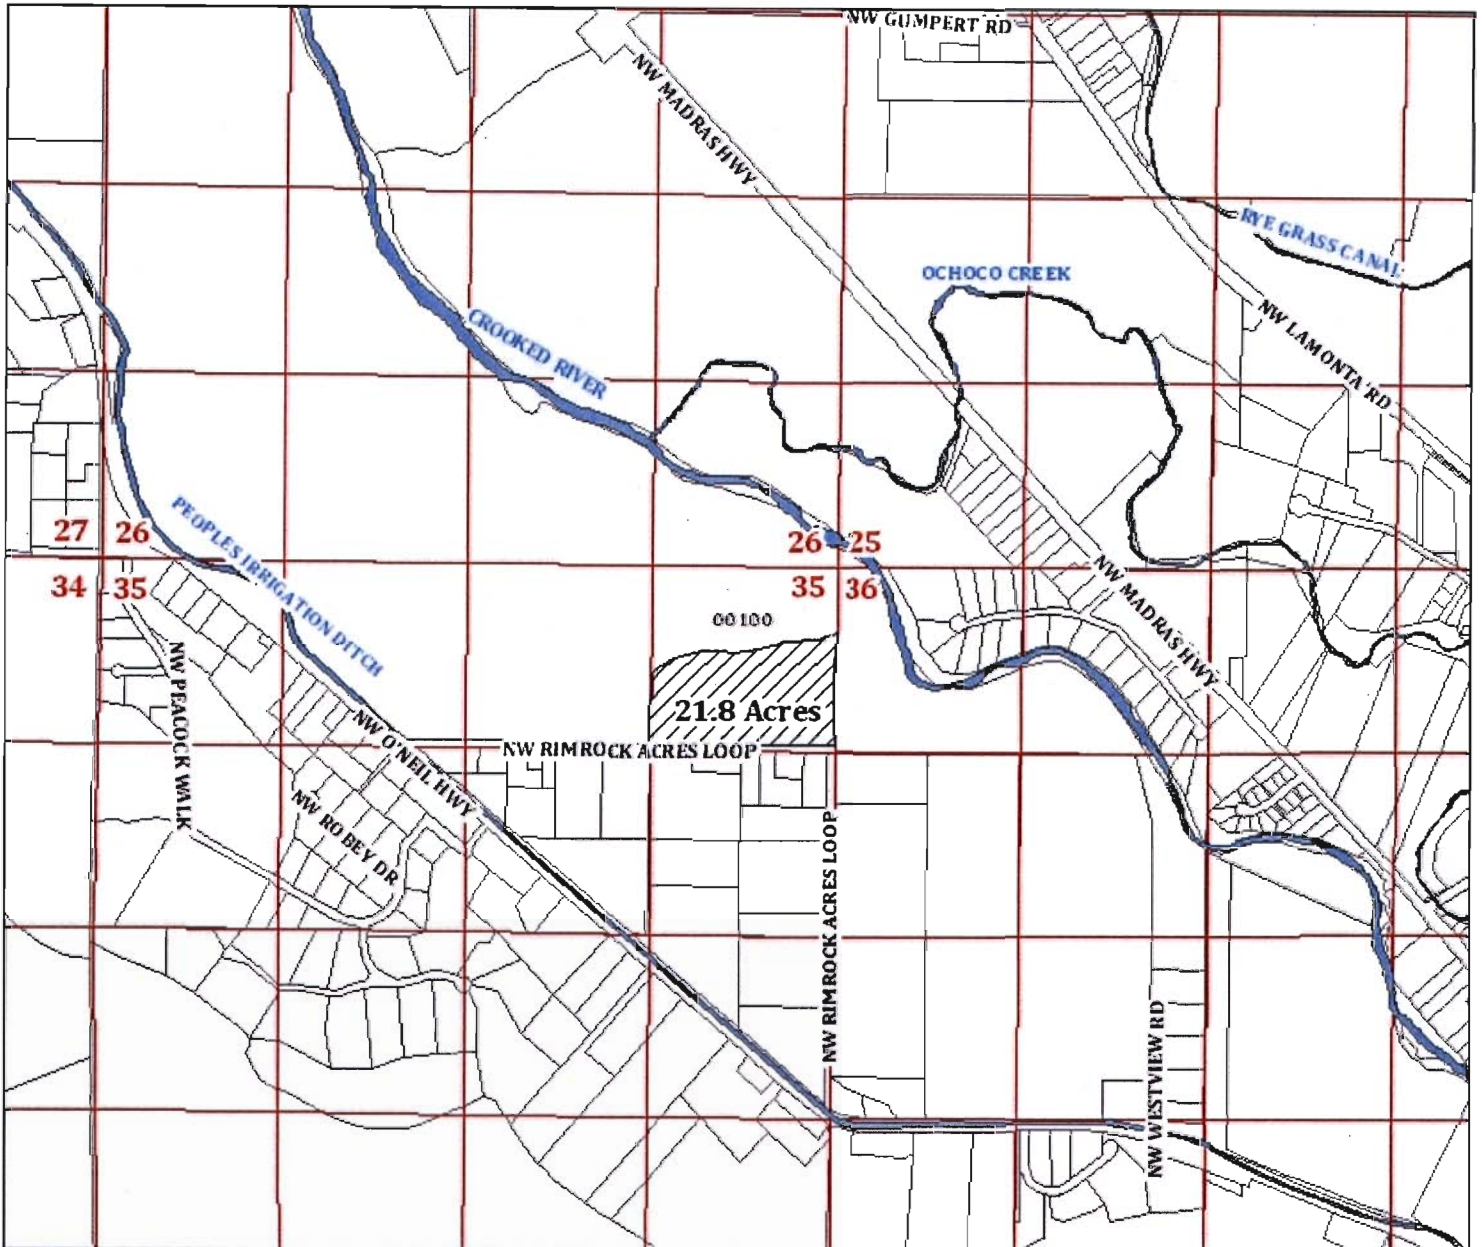 NW GUMPERT RD
NW MADRAS HWY
RYE GRASS CANAL
OCHOCO CREEK
NW LAMONTA RD
CROOKED RIVER
PEOPLES IRRIGATION DITCH
27 26
34 35
26 25
35 36
00100
NW MADRAS HWY
21.8 Acres
NW PEACOCK WALK
NW O'NEIL HWY
NW RIMROCK ACRES LOOP
NW ROBEY DR
NW RIMROCK ACRES LOOP
NW WESTVIEW RD